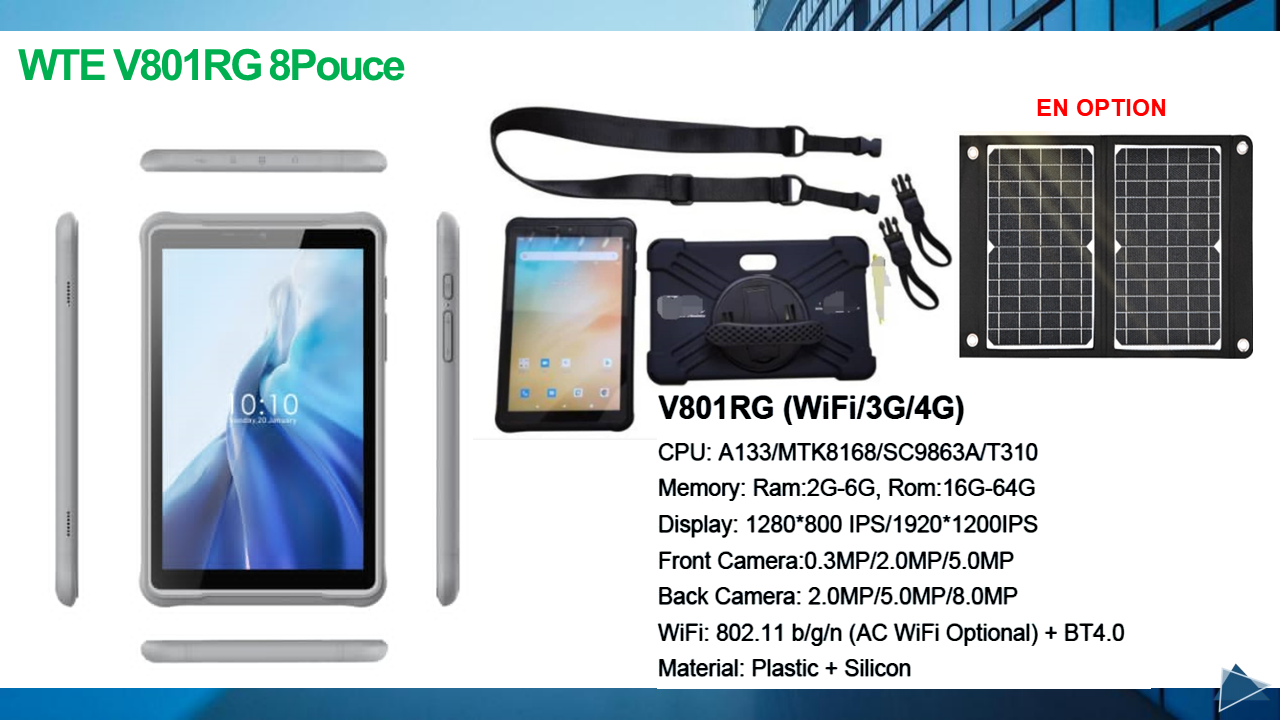 WTE V801RG 8Pouce
EN OPTION
10:10
V801RG (WiFi/3G/4G)
CPU: A133/MTK8168/SC9863A/T310
Memory: Ram:2G-6G, Rom:16G-64G
Display: 1280*800 IPS/1920*1200IPS
Front Camera:0.3MP/2.0MP/5.0MP
Back Camera: 2.0MP/5.0MP/8.0MP
WiFi: 802.11 b/g/n (AC WiFi Optional) + BT4.0
Material: Plastic + Silicon